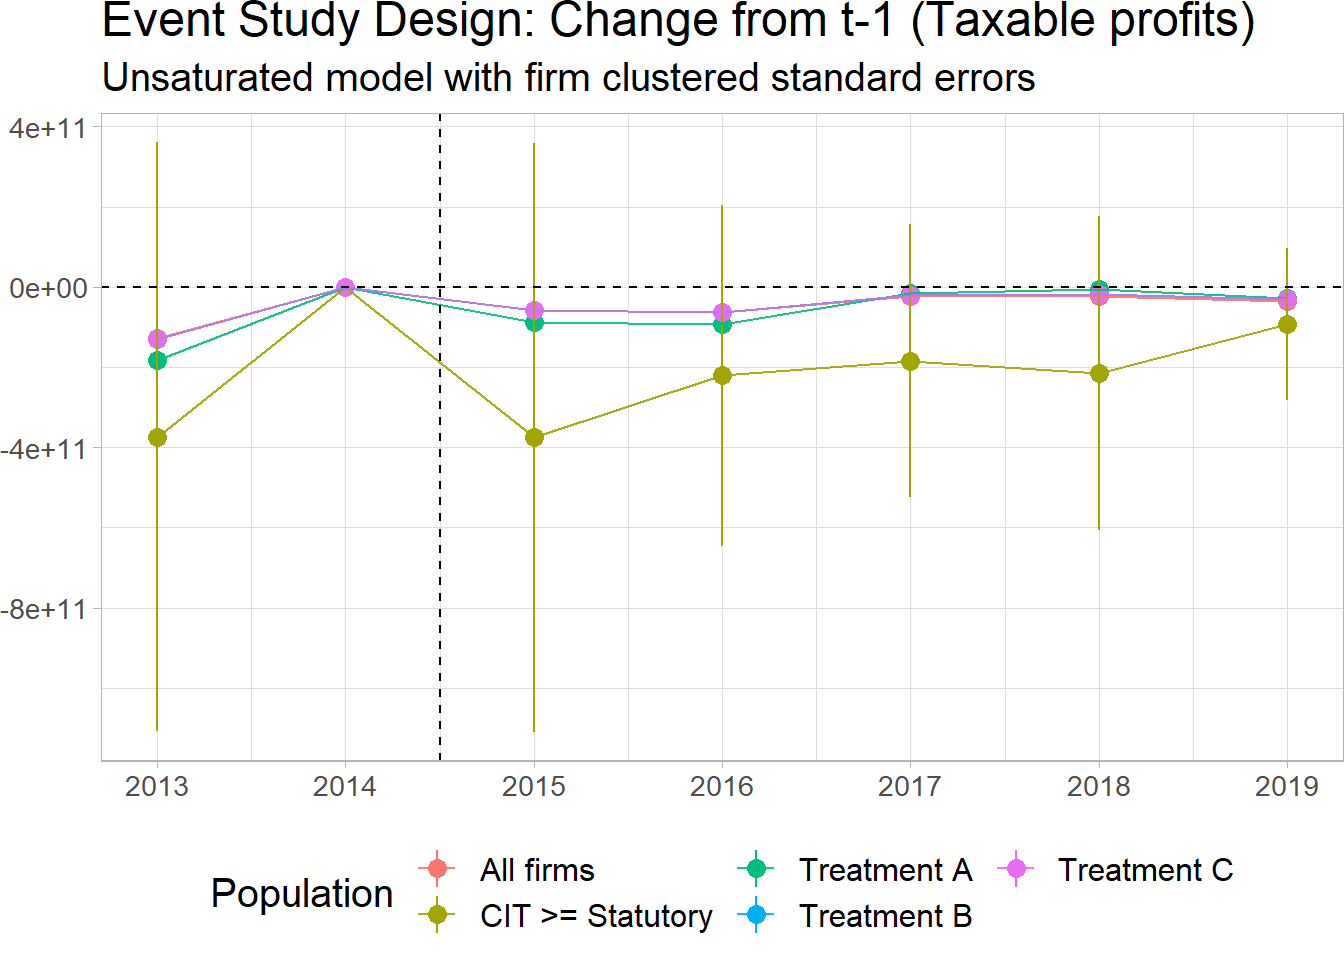 Event Study Design: Change from t-1 (Taxable profits)
Unsaturated model with firm clustered standard errors
4e+11
0e+00
-4e+11
-8e+11
2013 2014 2015 2016 2017 2018 2019
Population
All firms Treatment A Treatment C
CIT >= Statutory Treatment B